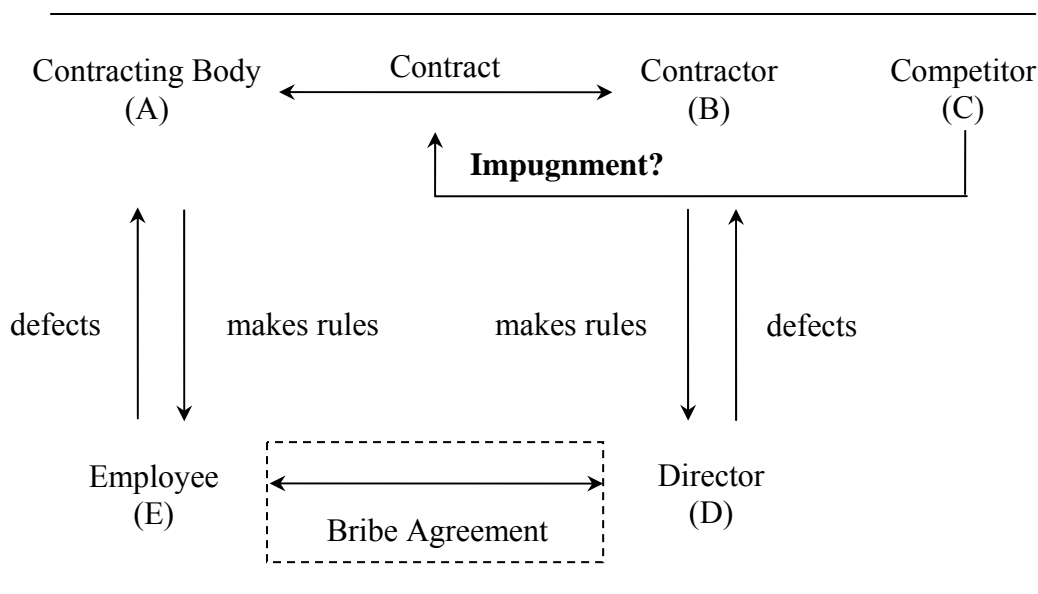 Contracting Body
(A)
Contract
Contractor
(B)
Competitor
(C)
Impugnment?
defects
makes rules
makes rules
defects
Employee
(E)
Bribe Agreement
Director
(D)